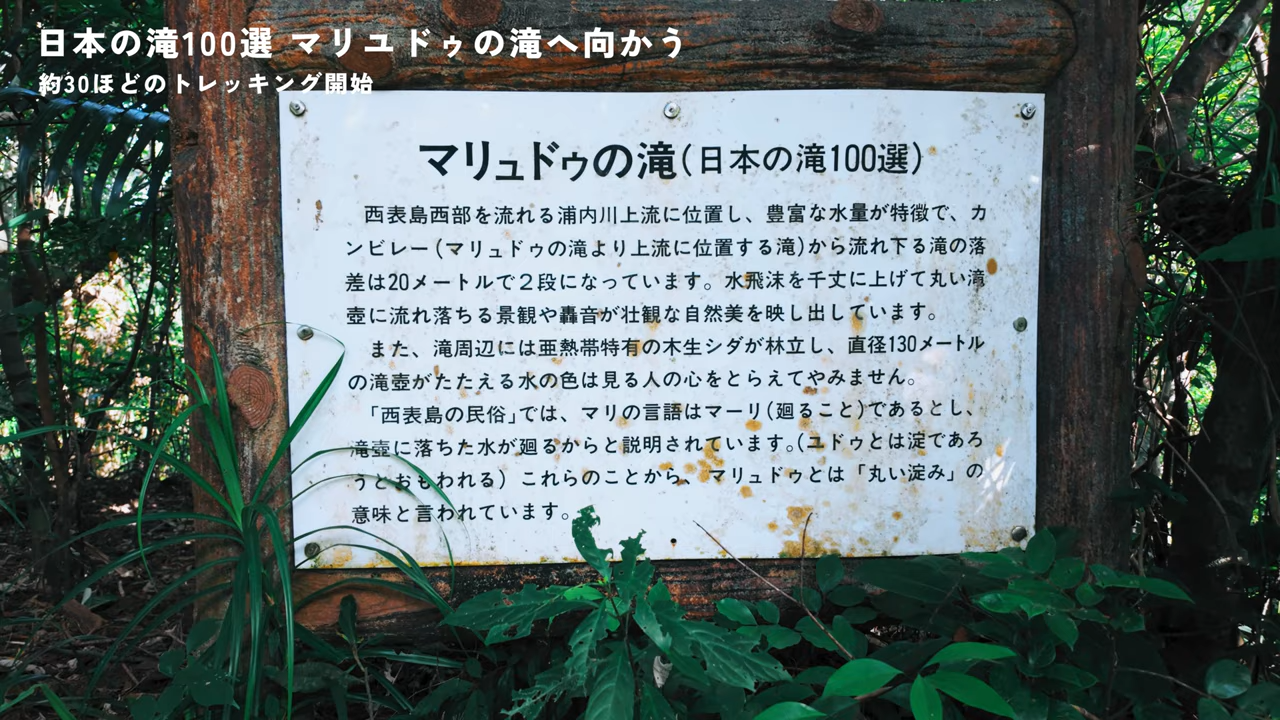 日本の滝100選 マリユドゥの滝へ向かう
約30ほどのトレッキング開始
マリュドゥの滝(日本の滝100選)
西表島西部を流れる浦内川上流に位置し、豊富な水量が特徴で、カ
ンビレー(マリュドゥの滝より上流に位置する滝)から流れ下る滝の落
差は20メートルで2段になっています。水飛沫を千丈に上げて丸い滝
壺に流れ落ちる景観や轟音が壮観な自然美を映し出しています。
また、滝周辺には亜熱帯特有の木生シダが林立し、直径130メートル
の滝壺がたたえる水の色は見る人の心をとらえてやみません。
「西表島の民俗」では、マリの言語はマーリ(廻ること)であるとし、
滝壺に落ちた水が廻るからと説明されています。(ユドゥとは淀であろ
うとおもわれる) これらのことから、マリュドゥとは「丸い淀み」の
意味と言われています。